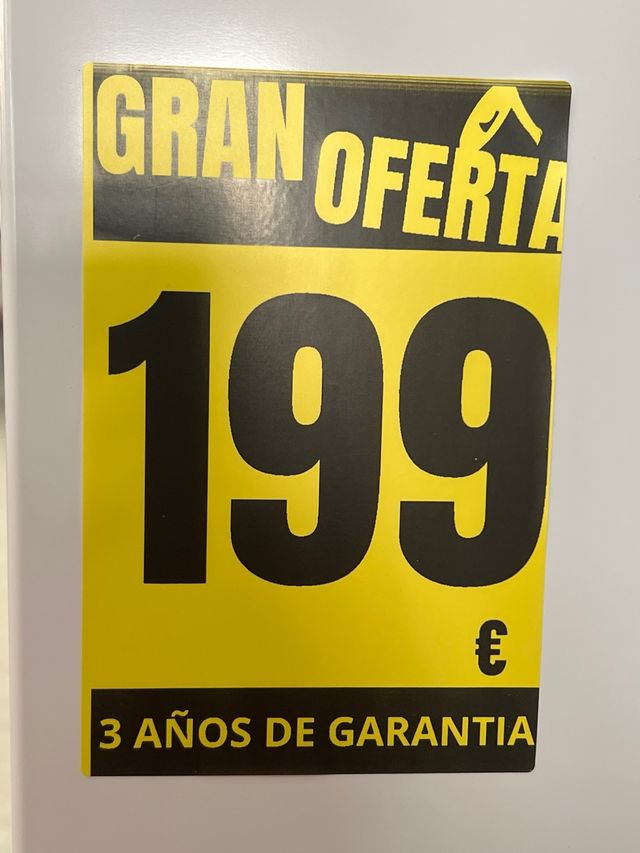 GRAN
OFERTA
199
€
3 AÑOS DE GARANTIA